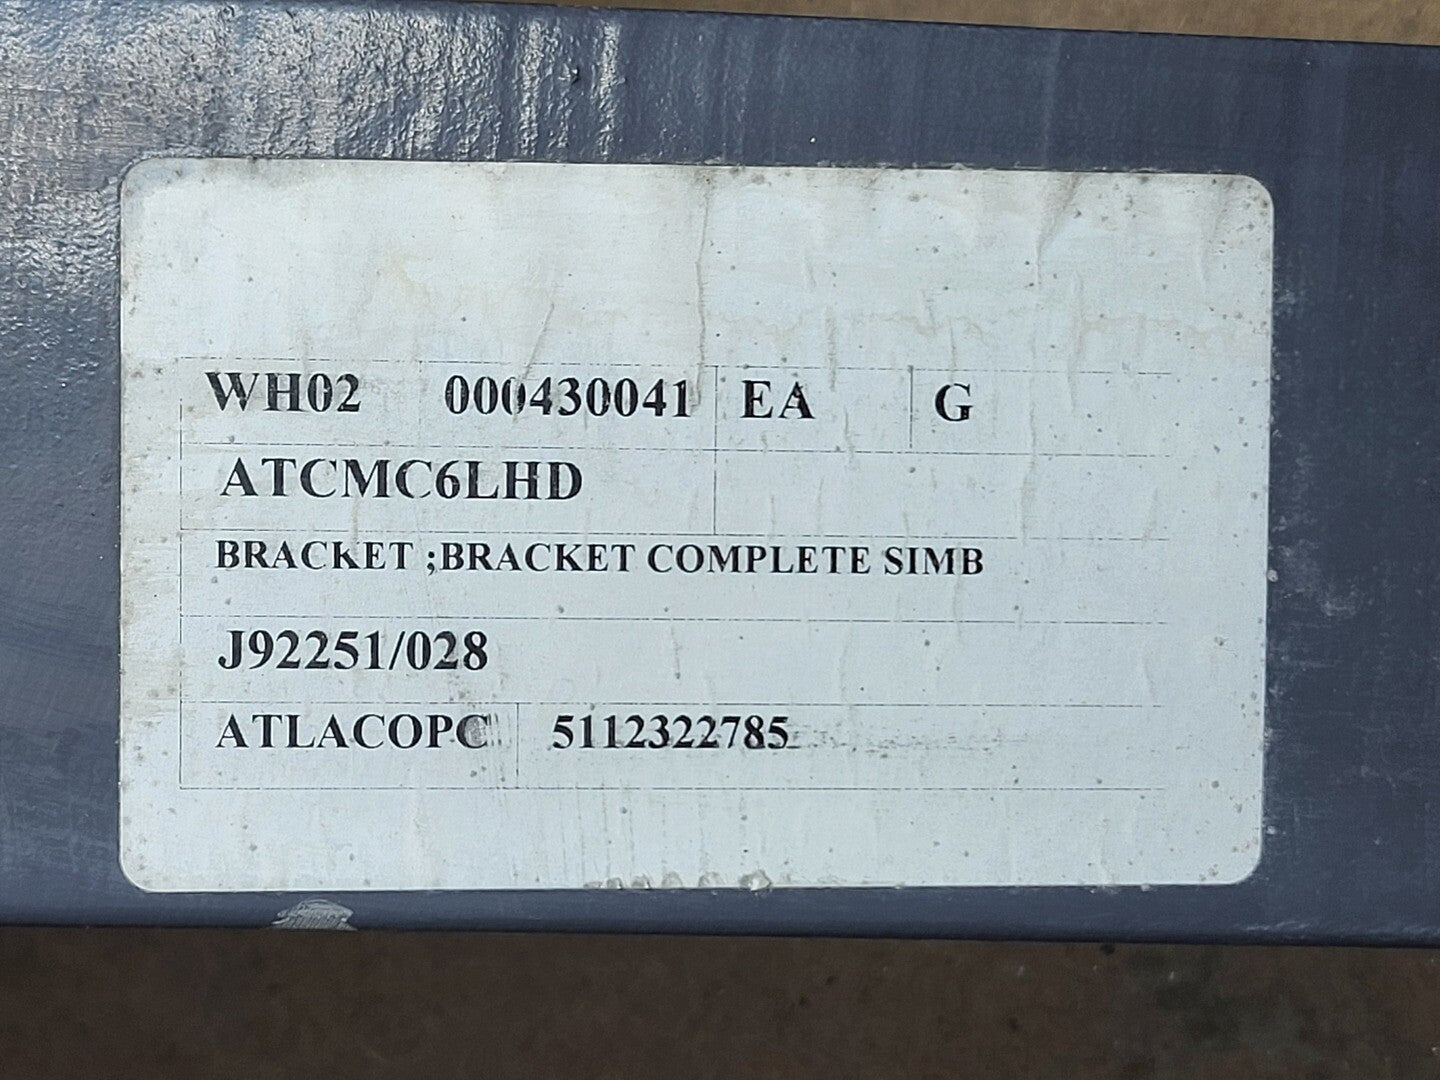 WH02 000430041 EA G
ATCMC6LHD
BRACKET ;BRACKET COMPLETE SIMB
J92251/028
ATLACOPC 5112322785